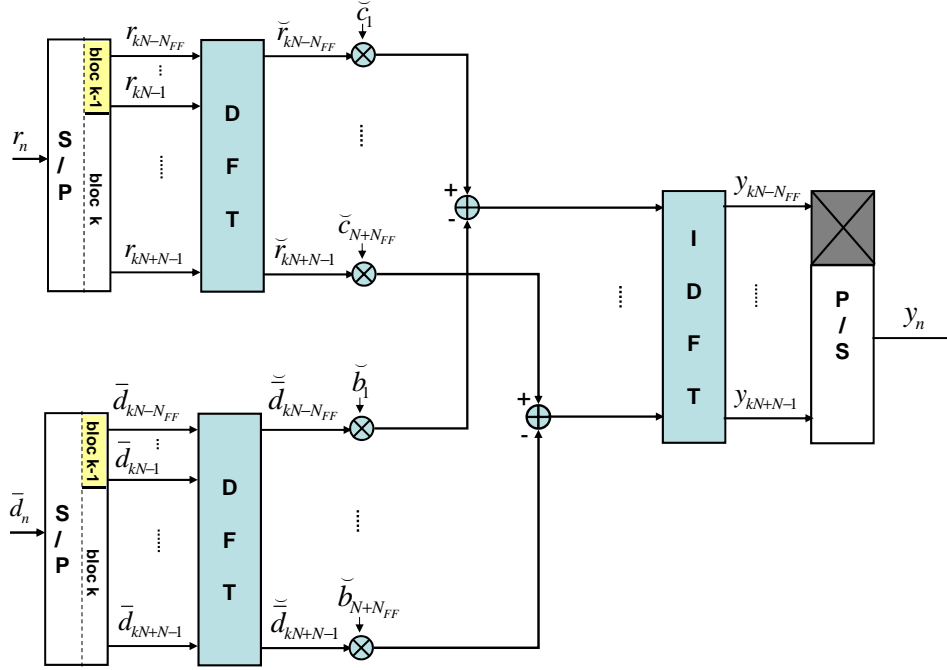 c̆_1
r_{kN−N_{FF}}
r̆_{kN−N_{FF}}
bloc k-1
r_{kN−1}
D
F
T
r_n
S
/
P
bloc k
+
-
y_{kN−N_{FF}}
c̆_{N+N_{FF}}
r_{kN+N−1}
r̆_{kN+N−1}
I
D
F
T
P
/
S
y_n
b̆_1
d̄_{kN−N_{FF}}
d̄̆_{kN−N_{FF}}
+
-
y_{kN+N−1}
bloc k-1
d̄_{kN−1}
D
F
T
d̄_n
S
/
P
bloc k
b̆_{N+N_{FF}}
d̄_{kN+N−1}
d̄̆_{kN+N−1}